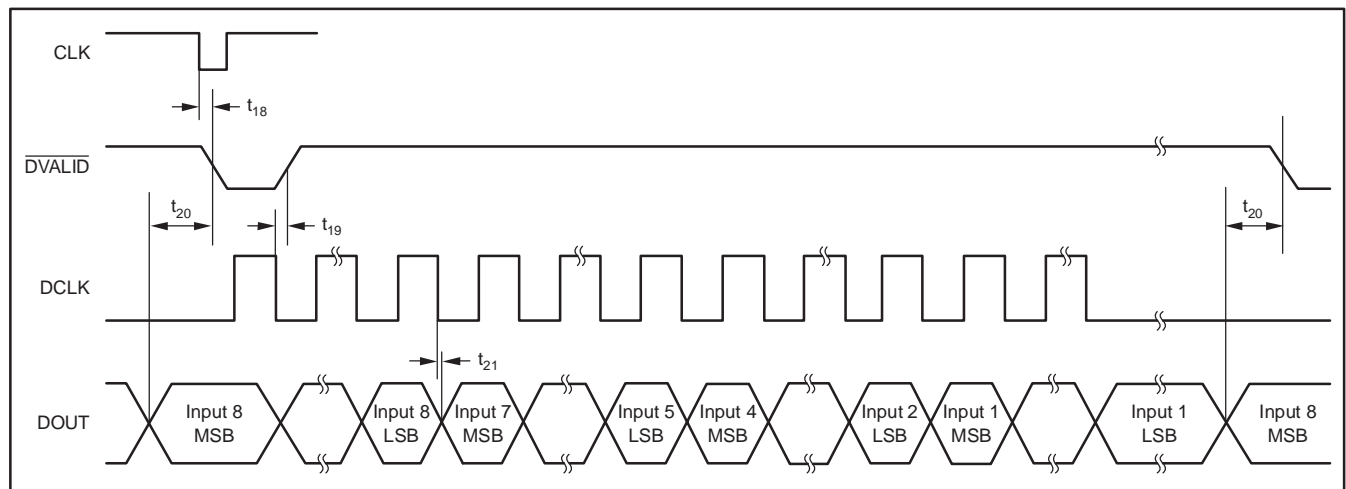 CLK
t18
DVALID
t20
t19
t20
DCLK
t21
DOUT
Input 8
MSB
Input 8
LSB
Input 7
MSB
Input 5
LSB
Input 4
MSB
Input 2
LSB
Input 1
MSB
Input 1
LSB
Input 8
MSB